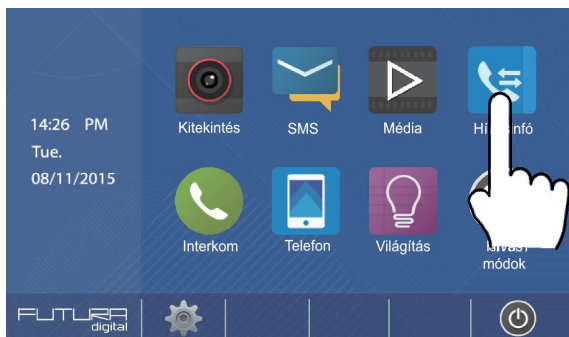 14:26 PM
Tue.
08/11/2015
Kitekintés
SMS
Média
Interkom
Telefon
Világítás
módok
FUTURA
digital